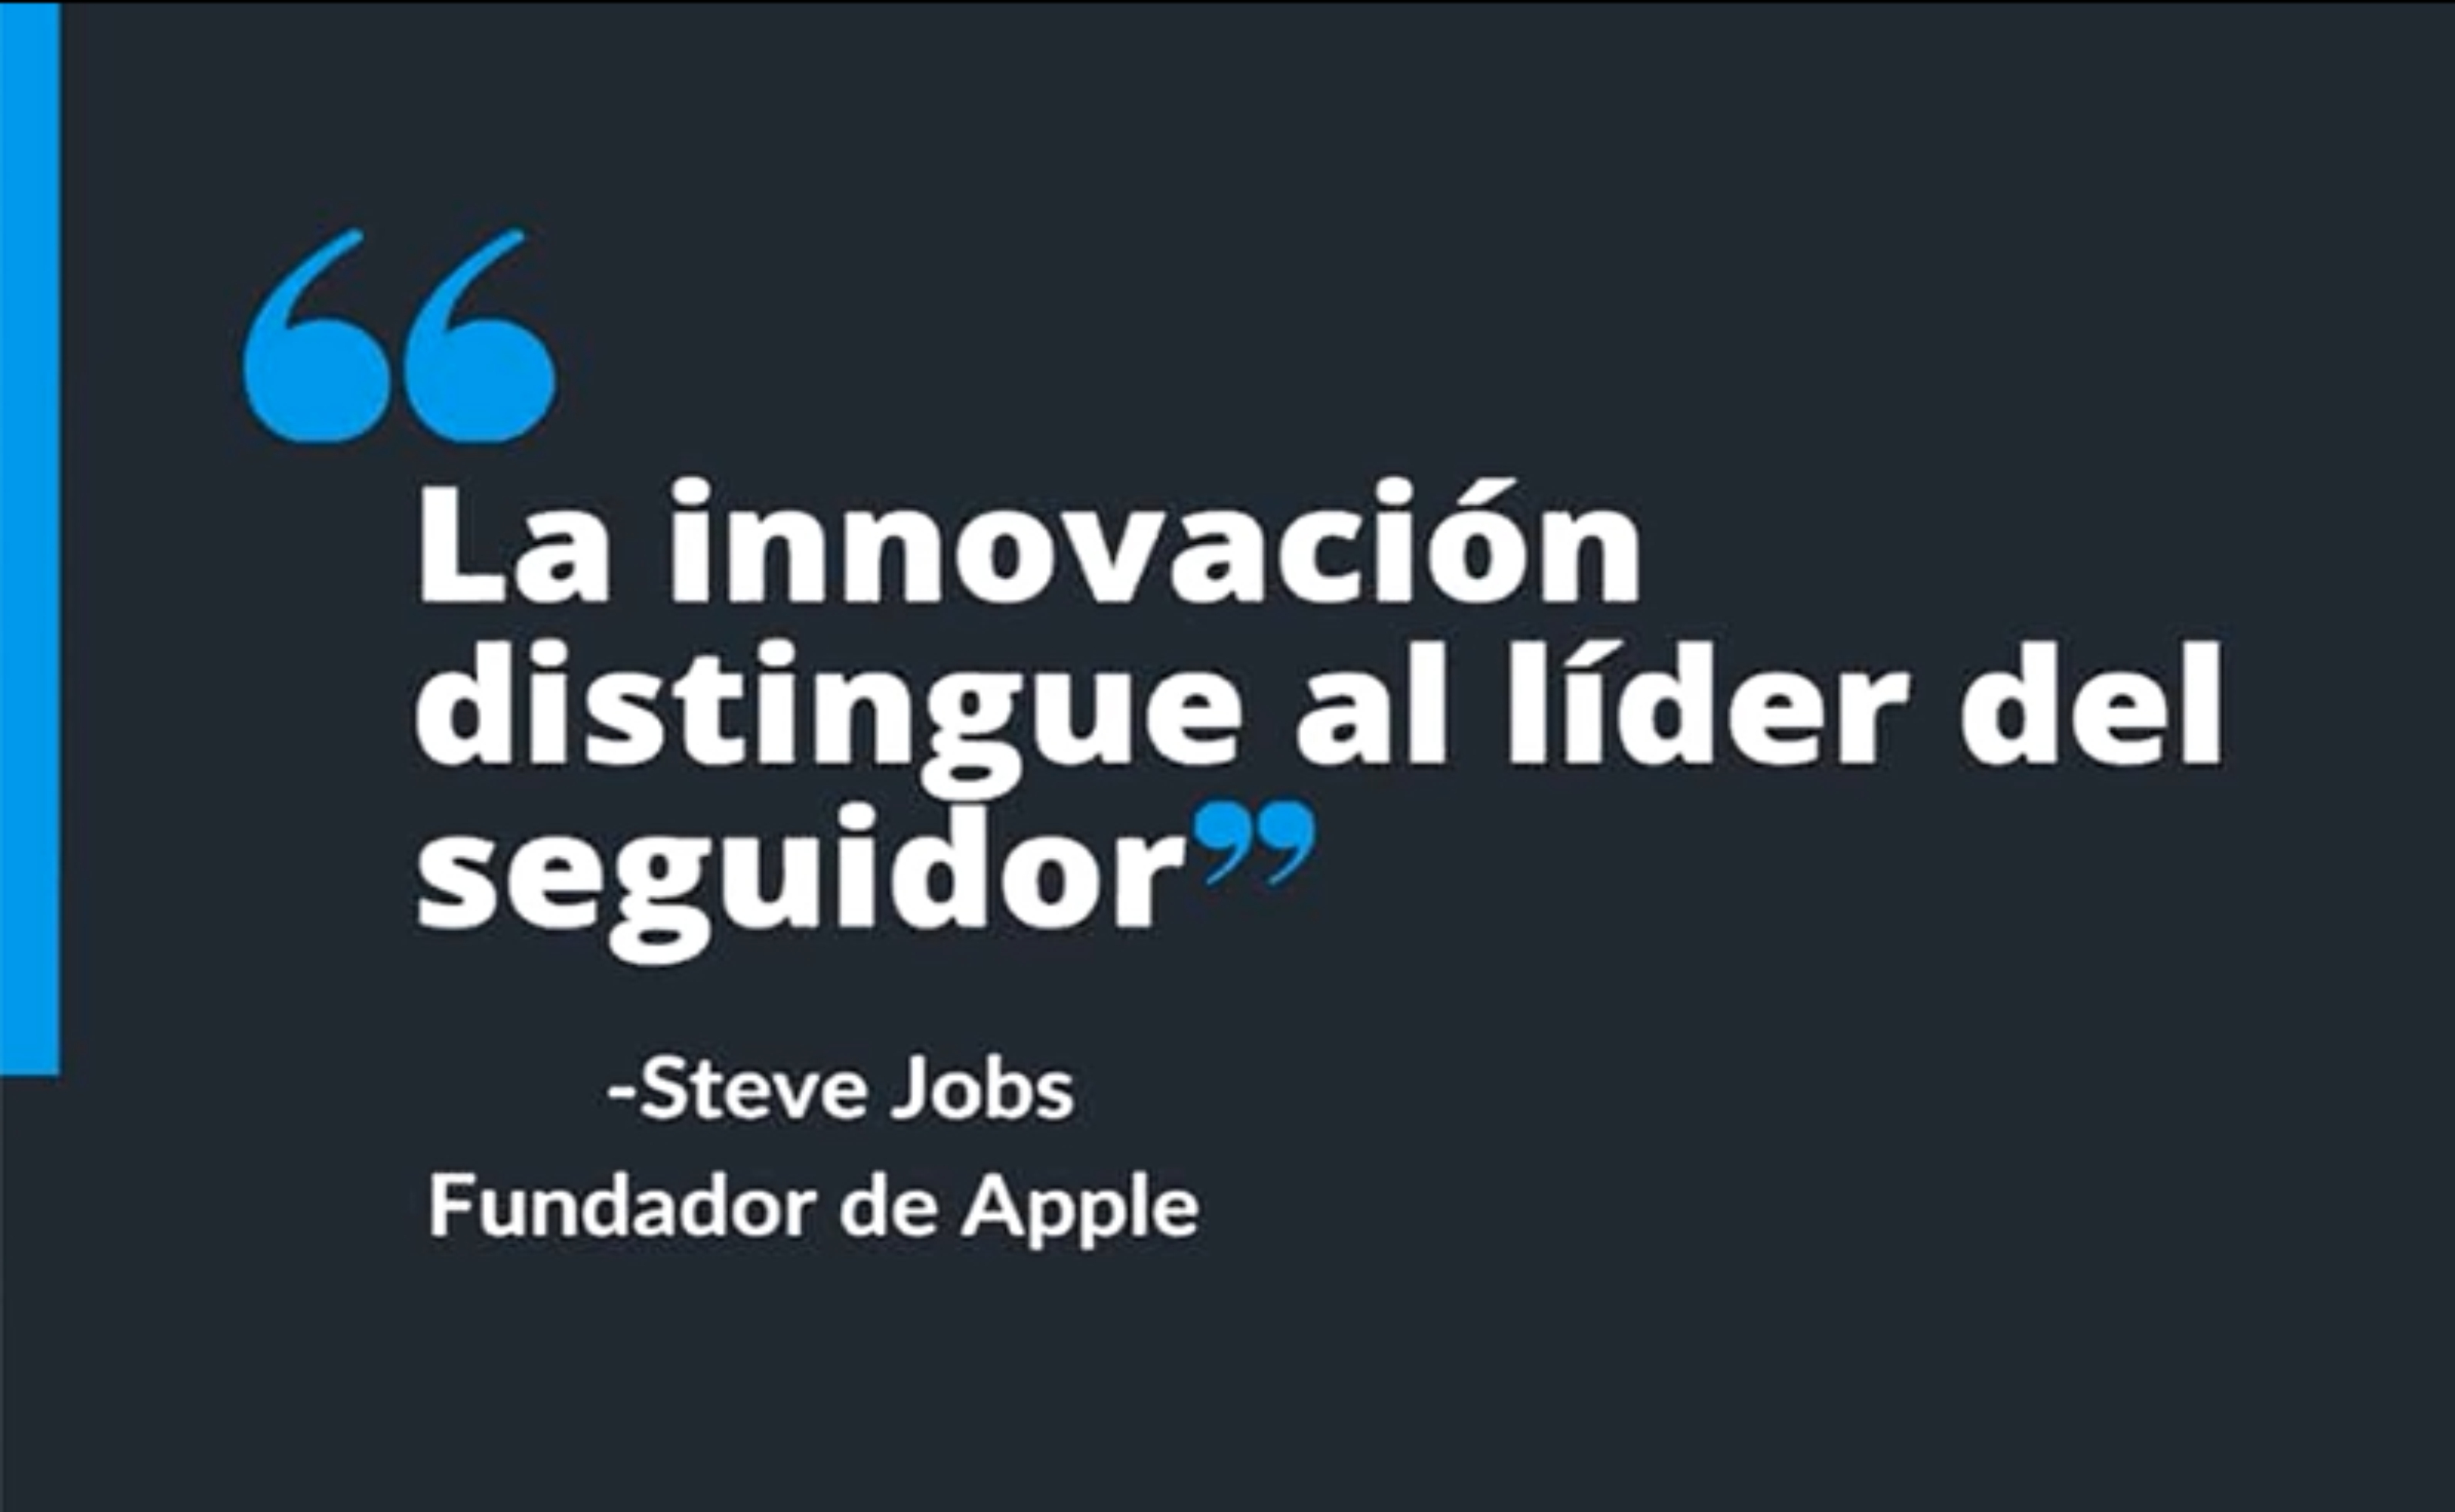 “
La innovación
distingue al líder del
seguidor”
-Steve Jobs
Fundador de Apple